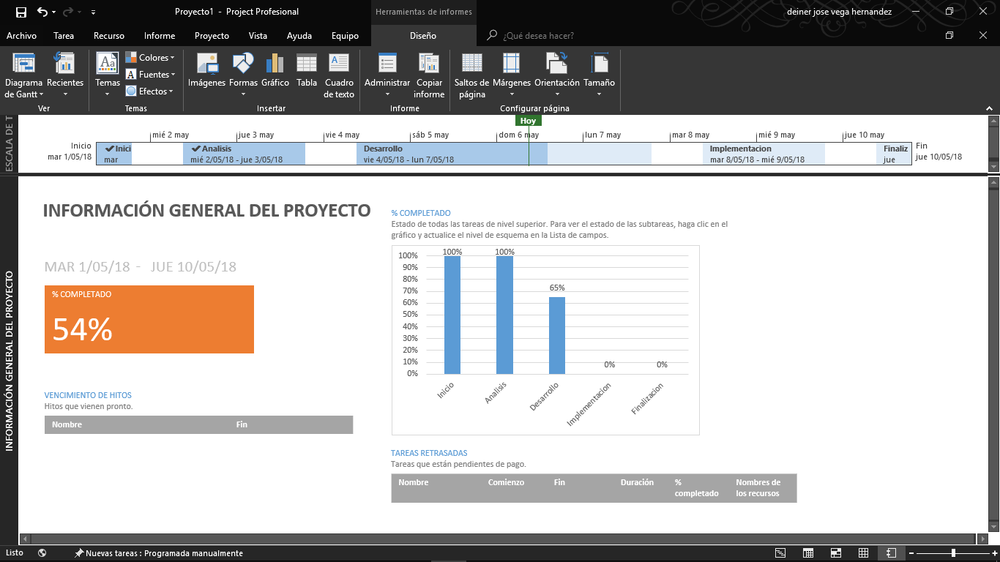 Proyecto1 - Project Profesional
Herramientas de informes
deiner jose vega hernandez
Archivo Tarea Recurso Informe Proyecto Vista Ayuda Equipo Diseño ¿Qué desea hacer?
Diagrama de Gantt
Recientes
Ver
Temas
Colores
Fuentes
Efectos
Temas
Imágenes
Formas
Gráfico
Tabla
Cuadro de texto
Insertar
Administrar
Copiar informe
Informe
Saltos de página
Márgenes
Orientación
Tamaño
Configurar página
ESCALA DE T
Hoy
mié 2 may jue 3 may vie 4 may sáb 5 may dom 6 may lun 7 may mar 8 may mié 9 may jue 10 may
Inicio
mar 1/05/18
Inici
mar
Analisis
mié 2/05/18 - jue 3/05/18
Desarrollo
vie 4/05/18 - lun 7/05/18
Implementacion
mar 8/05/18 - mié 9/05/18
Finaliz
jue
Fin
jue 10/05/18
INFORMACIÓN GENERAL DEL PROYECTO
INFORMACIÓN GENERAL DEL PROYECTO
MAR 1/05/18 - JUE 10/05/18
% COMPLETADO
54%
VENCIMIENTO DE HITOS
Hitos que vienen pronto.
Nombre Fin
% COMPLETADO
Estado de todas las tareas de nivel superior. Para ver el estado de las subtareas, haga clic en el
gráfico y actualice el nivel de esquema en la Lista de campos.
100%
90%
80%
70%
60%
50%
40%
30%
20%
10%
0%
100% 100% 65% 0% 0%
Inicio Analisis Desarrollo Implementacion Finalizacion
TAREAS RETRASADAS
Tareas que están pendientes de pago.
Nombre Comienzo Fin Duración % completado Nombres de los recursos
Listo
Nuevas tareas : Programada manualmente